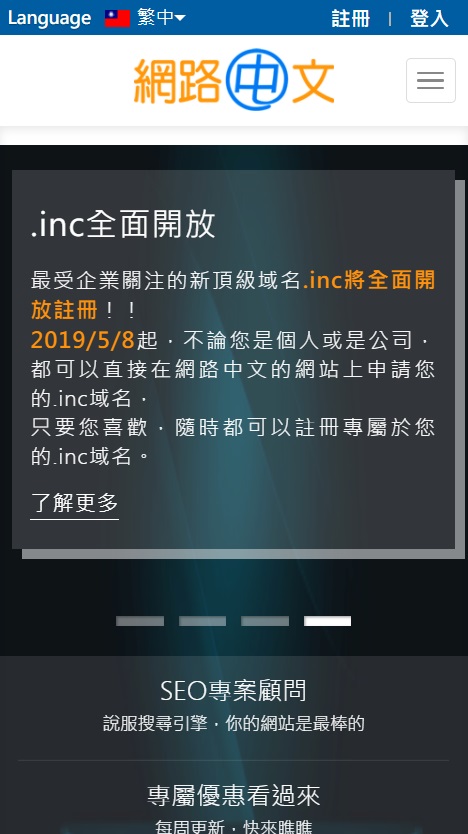 Language 繁中 註冊 | 登入
網路中文
.inc全面開放
最受企業關注的新頂級域名.inc將全面開
放註冊！！
2019/5/8起，不論您是個人或是公司，
都可以直接在網路中文的網站上申請您
的.inc域名，
只要您喜歡，隨時都可以註冊專屬於您
的.inc域名。
了解更多
SEO專案顧問
說服搜尋引擎，你的網站是最棒的
專屬優惠看過來
每周更新，快來瞧瞧